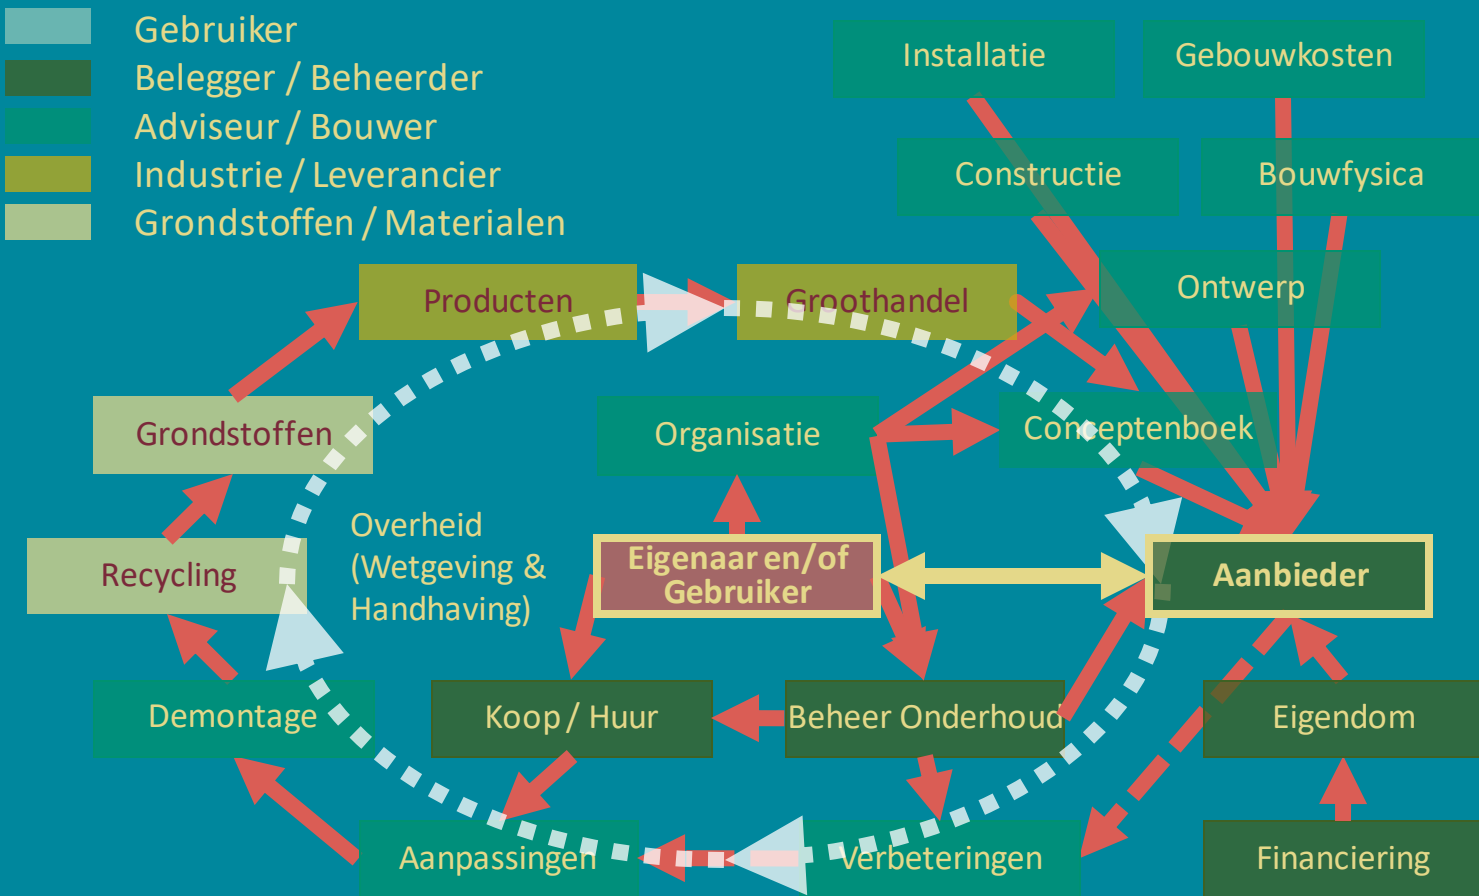 Gebruiker
Belegger / Beheerder
Adviseur / Bouwer
Industrie / Leverancier
Grondstoffen / Materialen
Installatie
Gebouwkosten
Constructie
Bouwfysica
Producten
Groothandel
Ontwerp
Grondstoffen
Organisatie
Conceptenboek
Overheid
(Wetgeving &
Handhaving)
Recycling
Eigenaar en/of
Gebruiker
Aanbieder
Demontage
Koop / Huur
Beheer Onderhoud
Eigendom
Aanpassingen
Verbeteringen
Financiering